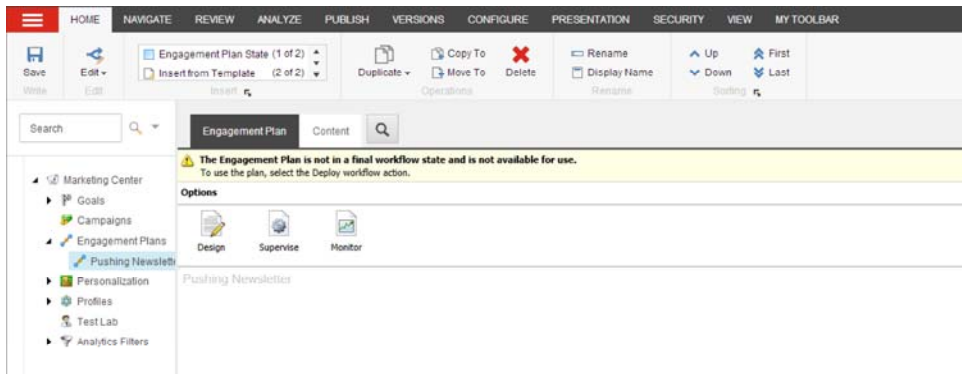 HOME NAVIGATE REVIEW ANALYZE PUBLISH VERSIONS CONFIGURE PRESENTATION SECURITY VIEW MY TOOLBAR
Save
Write
Edit
Edit
Engagement Plan State (1 of 2)
Insert from Template (2 of 2)
Insert
Duplicate
Copy To
Move To
Delete
Operations
Rename
Display Name
Rename
Up
Down
First
Last
Sorting
Search
Engagement Plan Content
The Engagement Plan is not in a final workflow state and is not available for use.
To use the plan, select the Deploy workflow action.
Options
Design Supervise Monitor
Pushing Newsletter
Marketing Center
Goals
Campaigns
Engagement Plans
Pushing Newslett
Personalization
Profiles
Test Lab
Analytics Filters